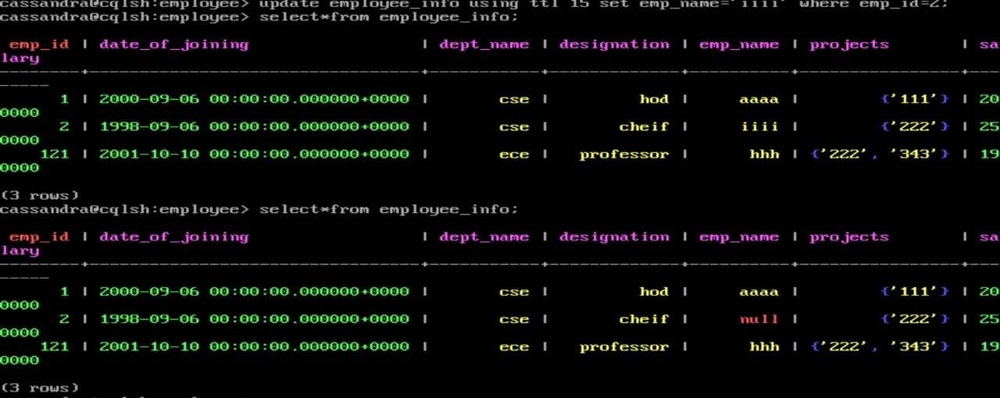 cassandra@cqlsh:employee> update employee_info using ttl 15 set emp_name='iiii' where emp_id=2;
cassandra@cqlsh:employee> select*from employee_info;
emp_id | date_of_joining | dept_name | designation | emp_name | projects | sa
lary
--------+---------------------------------+-----------+-------------+----------+----------------+---
-----
1 | 2000-09-06 00:00:00.000000+0000 | cse | hod | aaaa | {'111'} | 20
0000
2 | 1998-09-06 00:00:00.000000+0000 | cse | cheif | iiii | {'222'} | 25
0000
121 | 2001-10-10 00:00:00.000000+0000 | ece | professor | hhh | {'222', '343'} | 19
0000
(3 rows)
cassandra@cqlsh:employee> select*from employee_info;
emp_id | date_of_joining | dept_name | designation | emp_name | projects | sa
lary
--------+---------------------------------+-----------+-------------+----------+----------------+---
-----
1 | 2000-09-06 00:00:00.000000+0000 | cse | hod | aaaa | {'111'} | 20
0000
2 | 1998-09-06 00:00:00.000000+0000 | cse | cheif | null | {'222'} | 25
0000
121 | 2001-10-10 00:00:00.000000+0000 | ece | professor | hhh | {'222', '343'} | 19
0000
(3 rows)